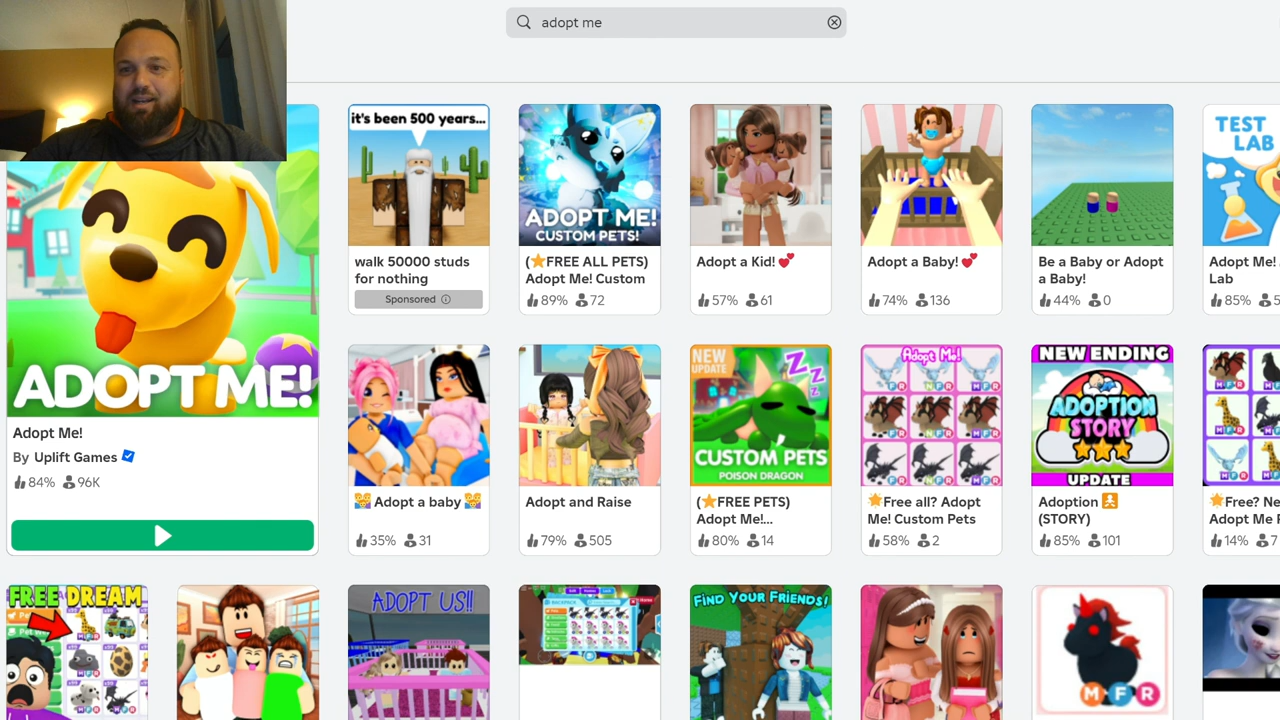 adopt me
ADOPT ME!
Adopt Me!
By Uplift Games
84% 96K
it's been 500 years...
walk 50000 studs
for nothing
Sponsored
ADOPT ME!
CUSTOM PETS!
(⭐FREE ALL PETS)
Adopt Me! Custom
89% 72
Adopt a Kid!💕
57% 61
Adopt a Baby!💕
74% 136
Be a Baby or Adopt
a Baby!
44% 0
TEST
LAB
Adopt Me!
Lab
85% 5
👪 Adopt a baby 👪
35% 31
Adopt and Raise
79% 505
NEW
UPDATE
Z Z Z
CUSTOM PETS
POISON DRAGON
(⭐FREE PETS)
Adopt Me!...
80% 14
Adopt Me!
🌟Free all? Adopt
Me! Custom Pets
58% 2
NEW ENDING
ADOPTION
STORY
UPDATE
Adoption 🚼
(STORY)
85% 101
🌟Free? Ne
Adopt Me F
14% 7
FREE DREAM
ADOPT US!!
BACKPACK
FIND YOUR FRIENDS!
M F R